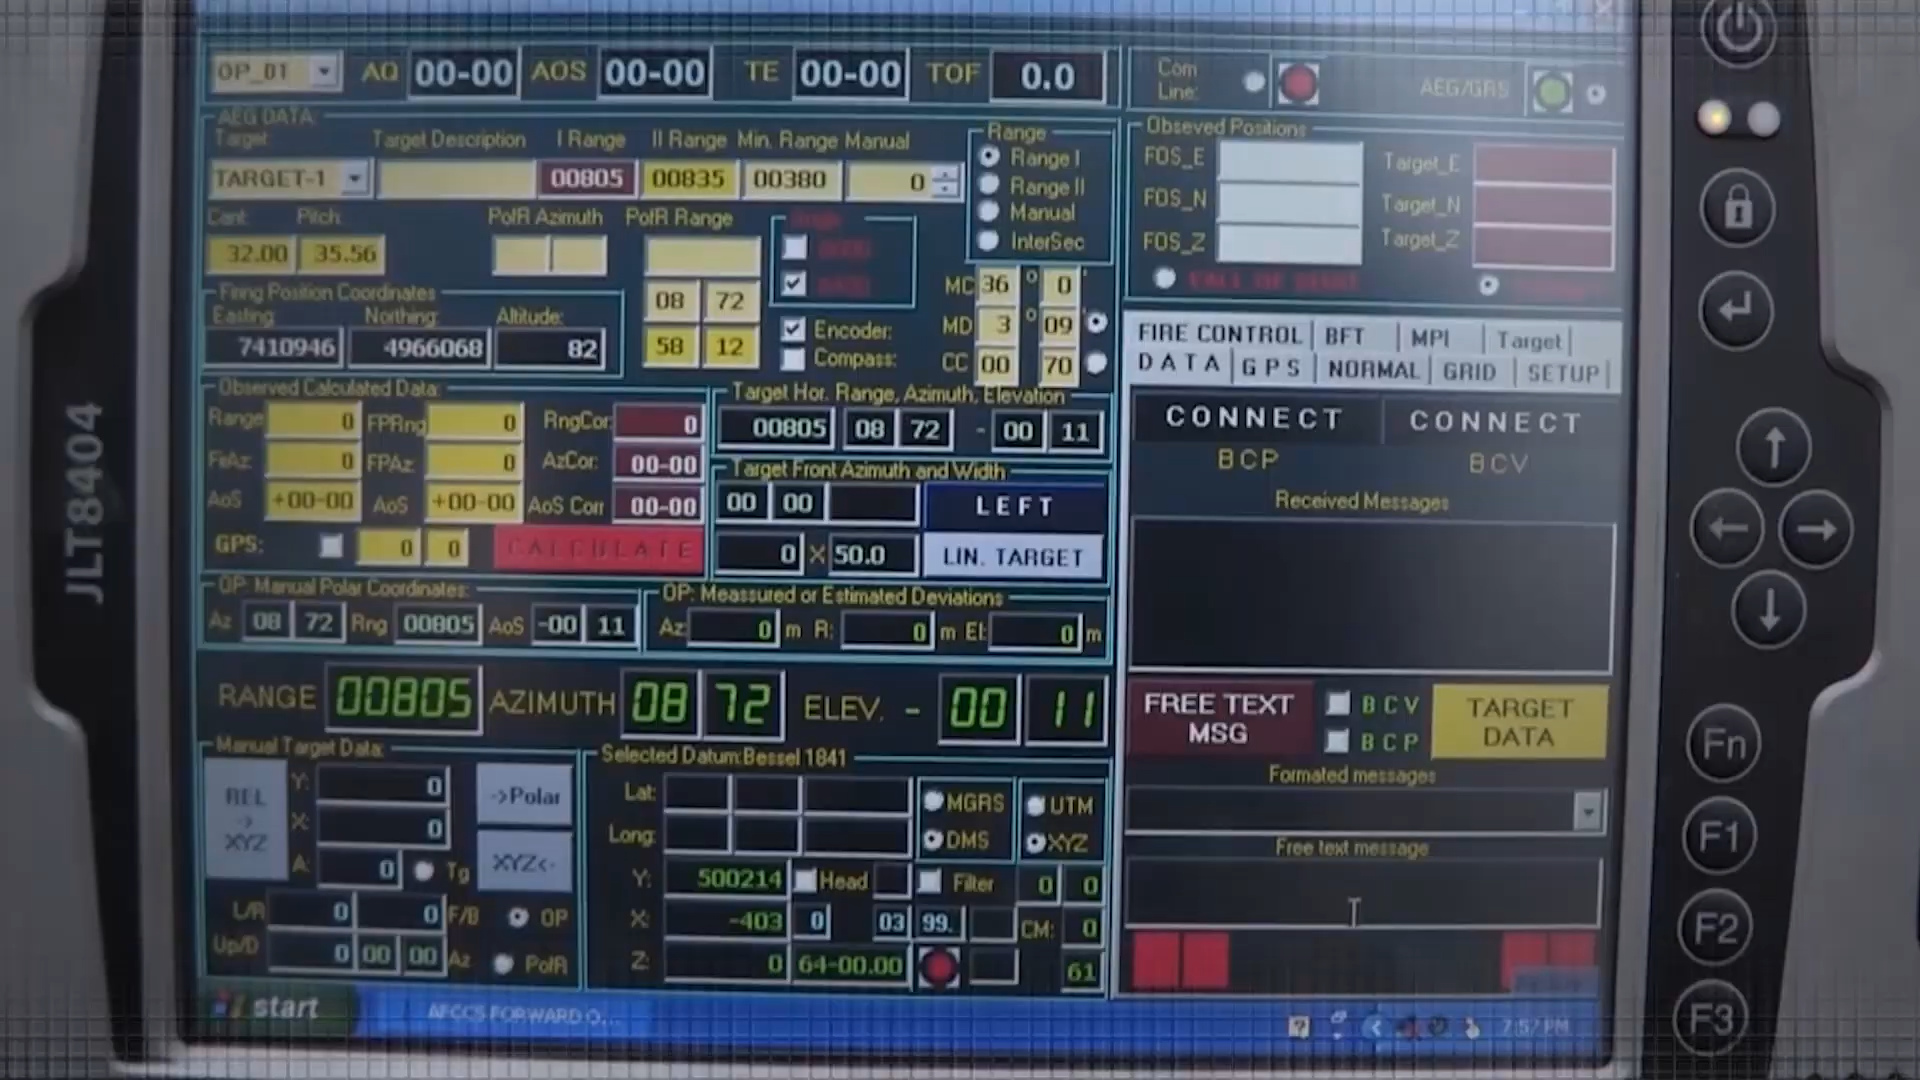 OP_01 AQ 00-00 AOS 00-00 TE 00-00 TOF 0.0
Com Line: AEG/GRS
AEG DATA:
Target: Target Description I Range II Range Min. Range Manual
TARGET-1 00805 00835 00380 0
Range
Range I
Range II
Manual
InterSec
Cant: Pitch: PofR Azimuth PofR Range
32.00 35.56
08 72
58 12
Encoder:
Compass:
MC 36 ° 0 '
MD 3 ° 09
CC 00 70
Firing Position Coordinates
Easting: Northing: Altitude:
7410946 4966068 82
Observed Calculated Data:
Range 0 FPRng 0 RngCor: 0
0 FPAz: 0 AzCor: 00-00
AoS +00-00 AoS +00-00 AoS Corr 00-00
GPS: 0 0 CALCULATE
Target Hor. Range, Azimuth, Elevation
00805 08 72 - 00 11
Target Front Azimuth and Width
00 00 LEFT
0 X 50.0 LIN. TARGET
OP: Manual Polar Coordinates:
Az 08 72 Rng 00805 AoS -00 11
OP: Meassured or Estimated Deviations
Az: 0 m R: 0 m El: 0 m
RANGE 00805 AZIMUTH 08 72 ELEV. - 00 11
Manual Target Data:
REL -> XYZ
Y: 0
X: 0
A: 0 Tg
->Polar
XYZ<-
L/R 0 0 F/B OP
Up/D 0 00 00 Az PofR
Selected Datum:Bessel 1841
Lat:
Long:
MGRS UTM
DMS XYZ
Y: 500214 Head Filter 0 0
X: -403 0 03 99. CM: 0
Z: 0 64-00.00 61
Obseved Positions
FOS_E Target_E
FOS_N Target_N
FOS_Z Target_Z
FIRE CONTROL BFT MPI Target
DATA GPS NORMAL GRID SETUP
CONNECT CONNECT
BCP BCV
Received Messages
FREE TEXT MSG
BCV
BCP
TARGET DATA
Formated messages
Free text message
start
AFCCS FORWARD O...
7:57 PM
JLT8404
Fn
F1
F2
F3